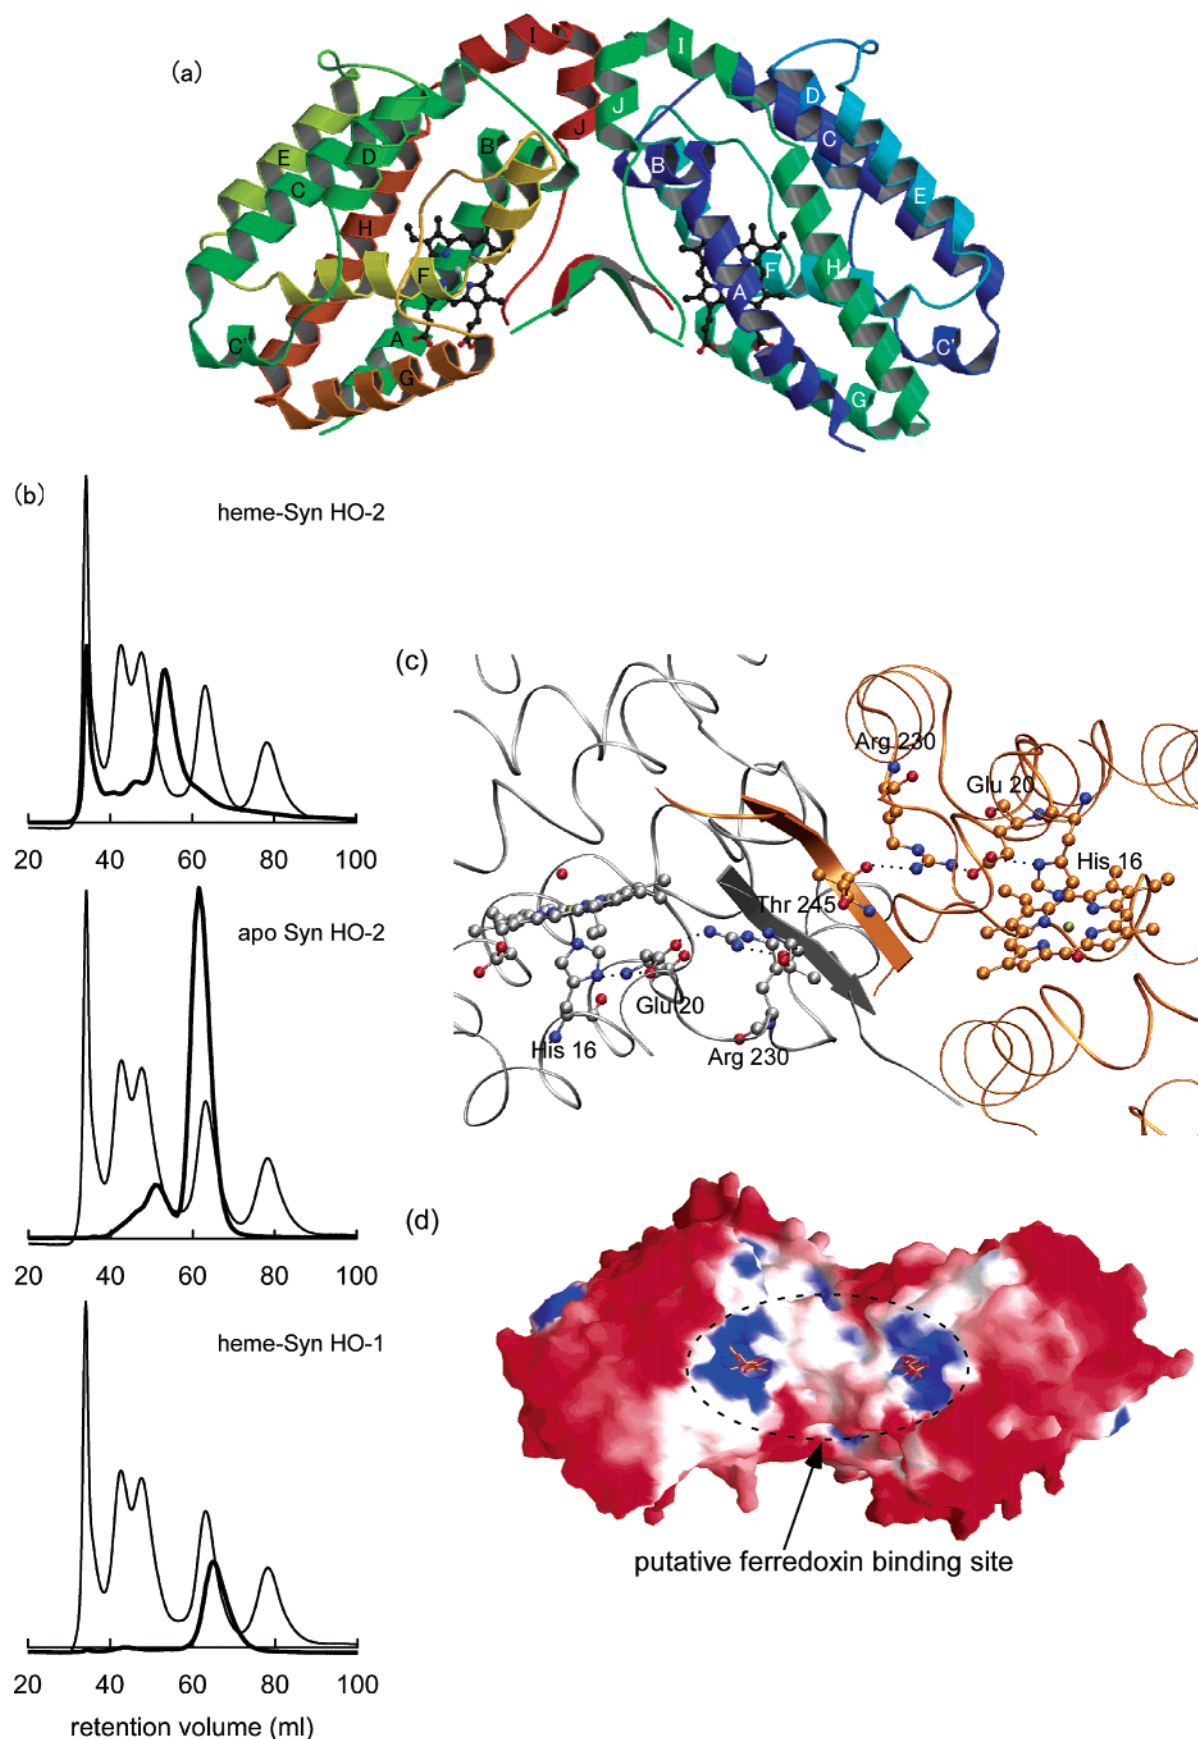 (a)
I
I
J
J
D
C
E
B
B
D
C
E
H
F
A
F
H
A
C'
G
C'
G
(b)
heme-Syn HO-2
20 40 60 80 100
apo Syn HO-2
20 40 60 80 100
heme-Syn HO-1
20 40 60 80 100
retention volume (ml)
(c)
Arg 230
Glu 20
His 16
Thr 245
Glu 20
His 16
Arg 230
(d)
putative ferredoxin binding site